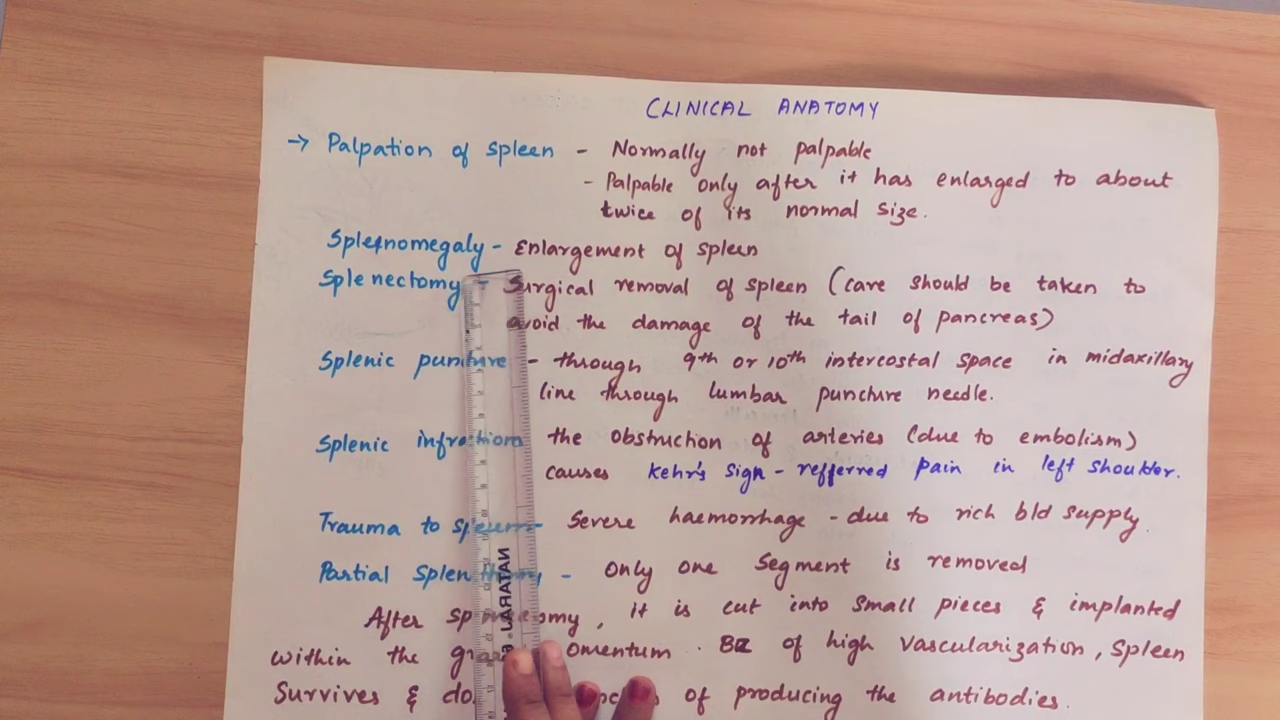 CLINICAL ANATOMY
→ Palpation of spleen - Normally not palpable
- Palpable only after it has enlarged to about
twice of its normal size.
Spleenomegaly - Enlargement of spleen
Splenectomy - Surgical removal of spleen (care should be taken to
avoid the damage of the tail of pancreas)
Splenic puncture - through 9th or 10th intercostal space in midaxillary
line through lumbar puncture needle.
Splenic the obstruction of arteries (due to embolism)
causes Kehr's sign - refferred pain in left shoulder.
Trauma to spleen - Severe haemorrhage - due to rich bld supply.
Partial - only one segment is removed
After, it is cut into small pieces & implanted
within the omentum. Bz of high vascularization, spleen
Survives & of producing the antibodies.
NATARAJ